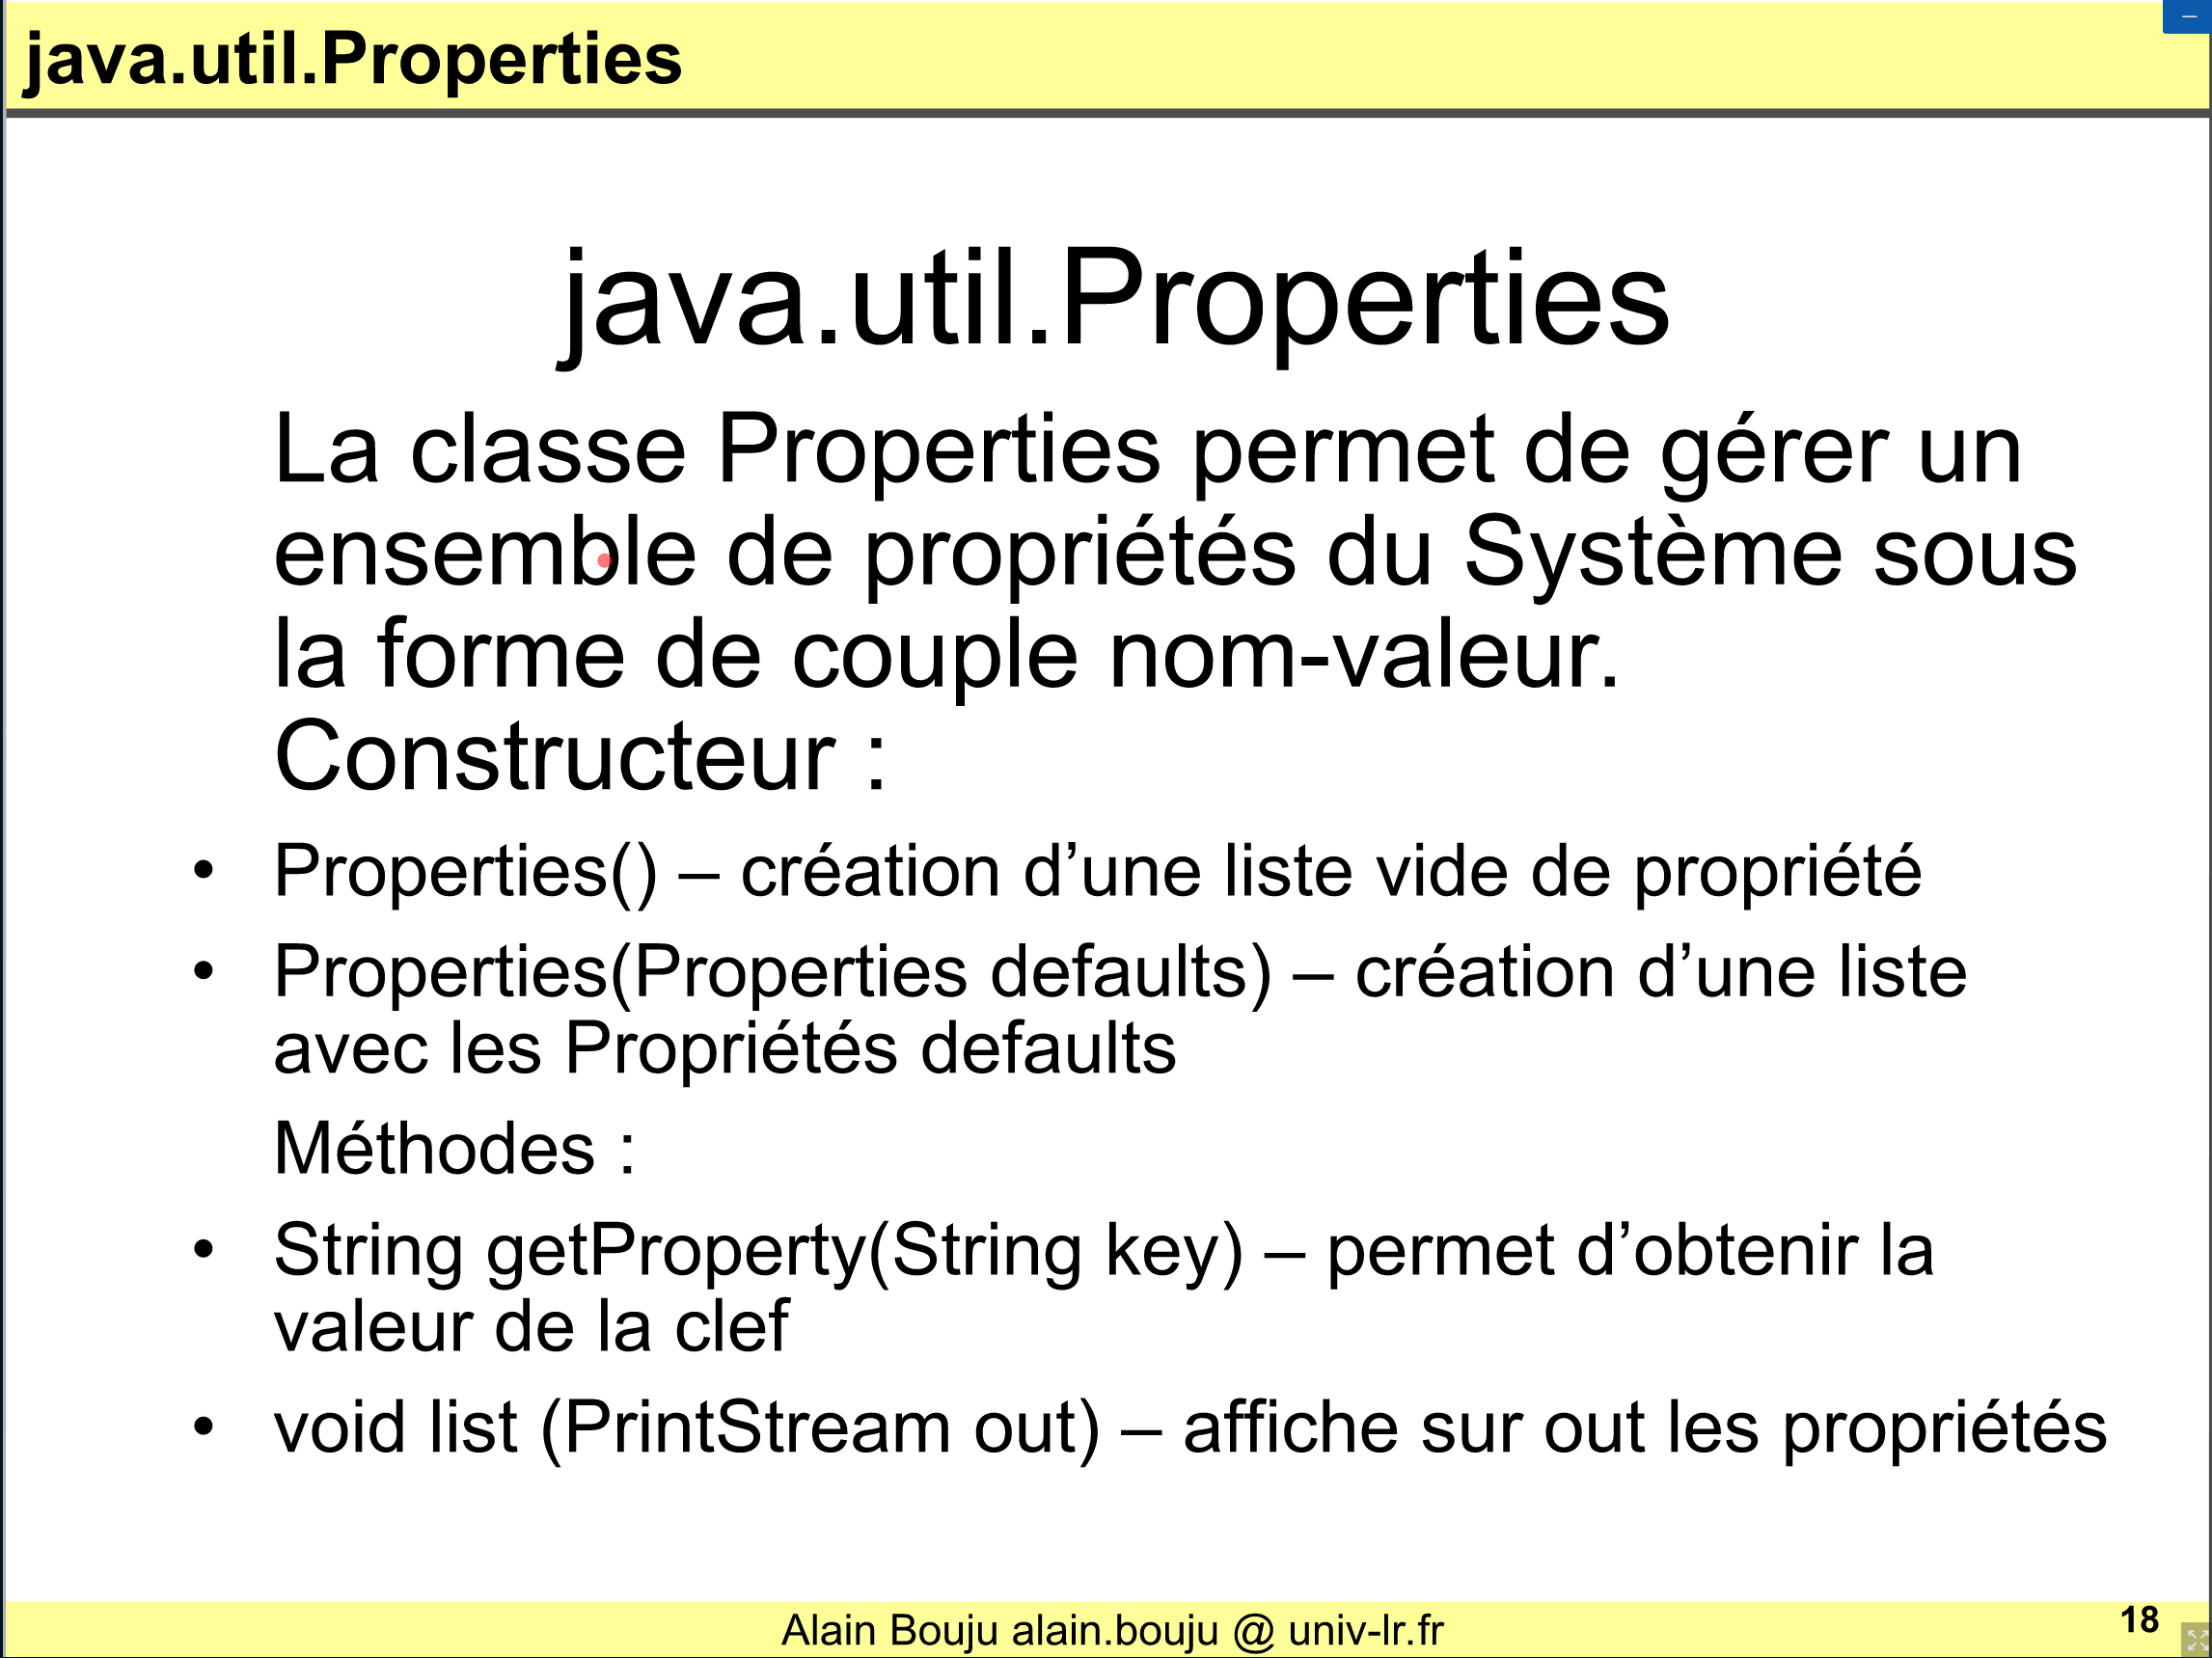 java.util.Properties
java.util.Properties
La classe Properties permet de gérer un
ensemble de propriétés du Système sous
la forme de couple nom-valeur.
Constructeur :
• Properties() – création d’une liste vide de propriété
• Properties(Properties defaults) – création d’une liste
avec les Propriétés defaults
Méthodes :
• String getProperty(String key) – permet d’obtenir la
valeur de la clef
• void list (PrintStream out) – affiche sur out les propriétés
Alain Bouju alain.bouju @ univ-lr.fr
18